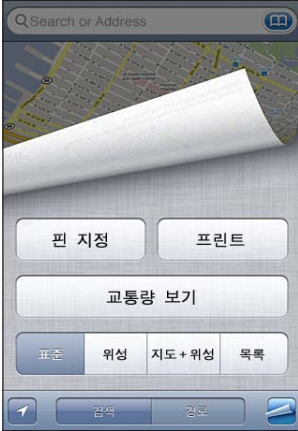 Search or Address
핀 지정
프린트
교통량 보기
표준
위성
지도 + 위성
목록
검색
경로